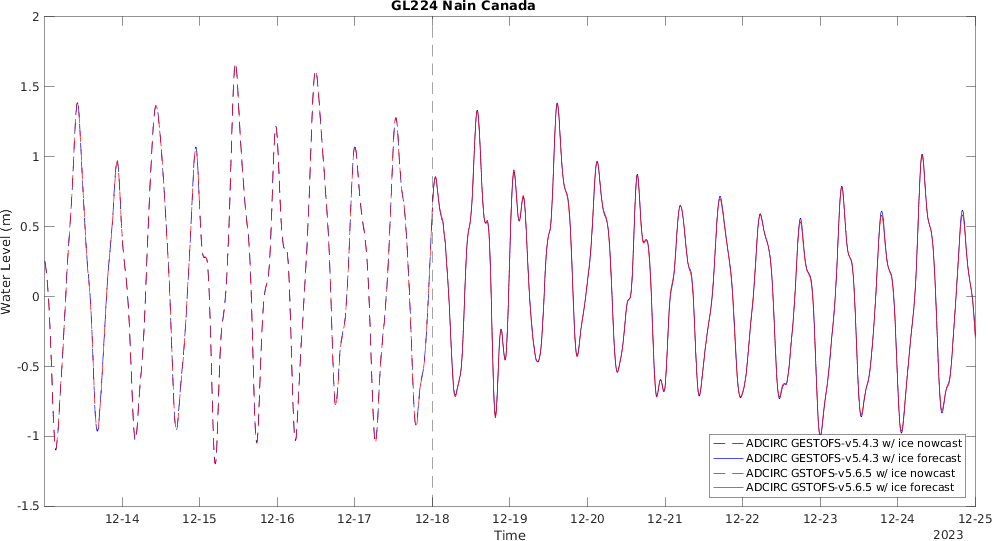 GL224 Nain Canada
2
1.5
1
0.5
0
-0.5
-1
-1.5
Water Level (m)
ADCIRC GESTOFS-v5.4.3 w/ ice nowcast
ADCIRC GESTOFS-v5.4.3 w/ ice forecast
ADCIRC GSTOFS-v5.6.5 w/ ice nowcast
ADCIRC GSTOFS-v5.6.5 w/ ice forecast
12-14 12-15 12-16 12-17 12-18 12-19 12-20 12-21 12-22 12-23 12-24 12-25
Time
2023